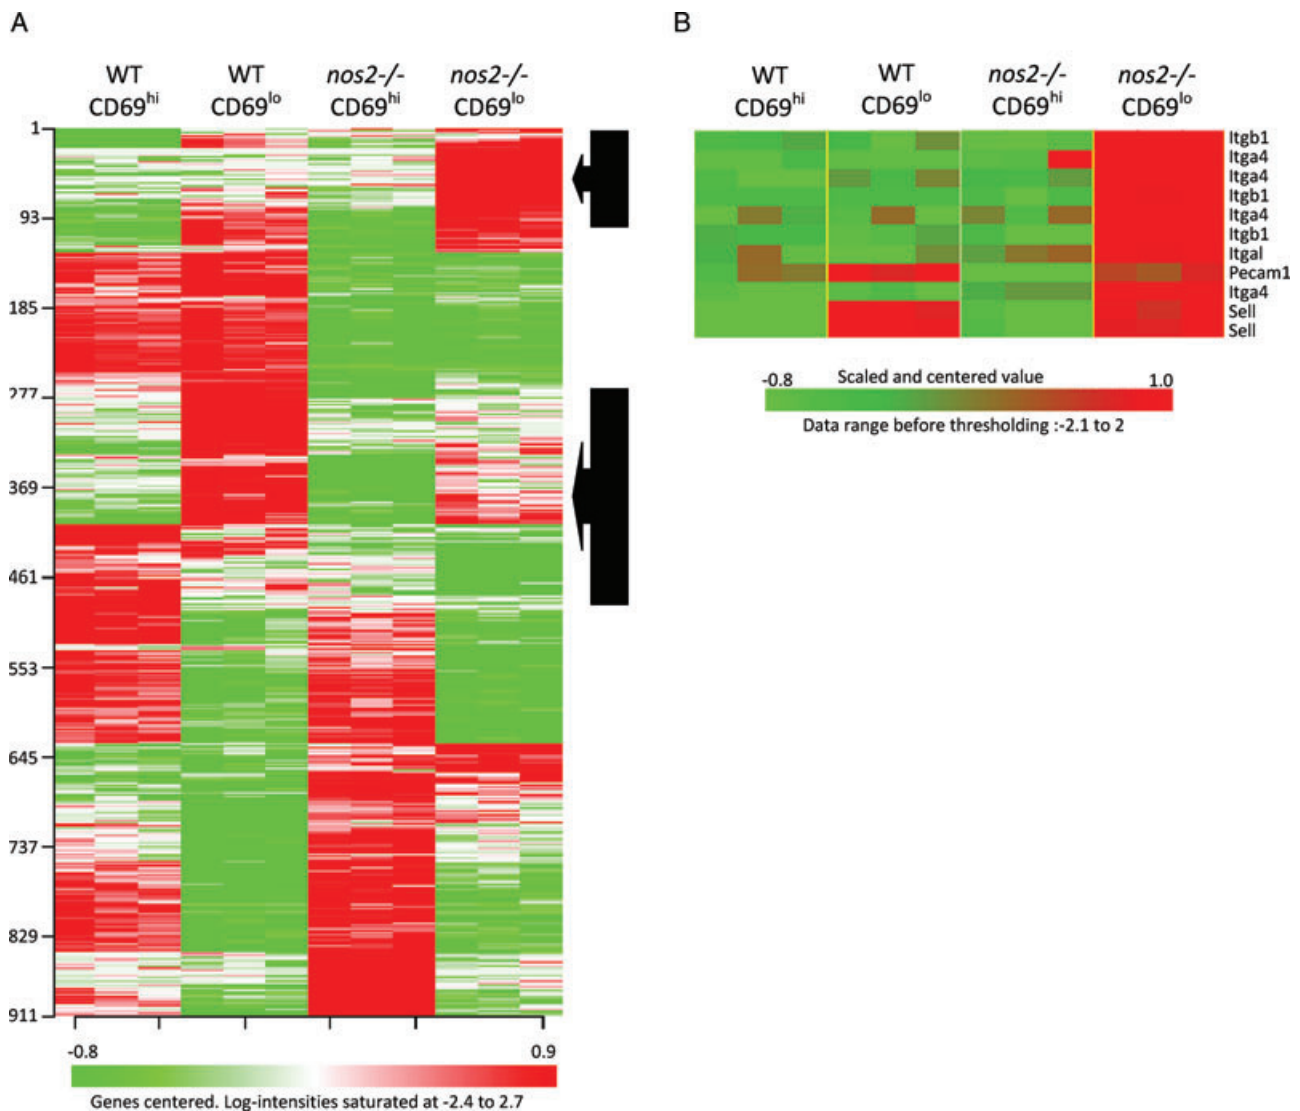 A
B
WT
CD69hi
WT
CD69lo
nos2-/-
CD69hi
nos2-/-
CD69lo
1
93
185
277
369
461
553
645
737
829
911
-0.8
0.9
Genes centered. Log-intensities saturated at -2.4 to 2.7
WT
CD69hi
WT
CD69lo
nos2-/-
CD69hi
nos2-/-
CD69lo
Itgb1
Itga4
Itga4
Itgb1
Itga4
Itgb1
Itgal
Pecam1
Itga4
Sell
Sell
-0.8 Scaled and centered value 1.0
Data range before thresholding :-2.1 to 2